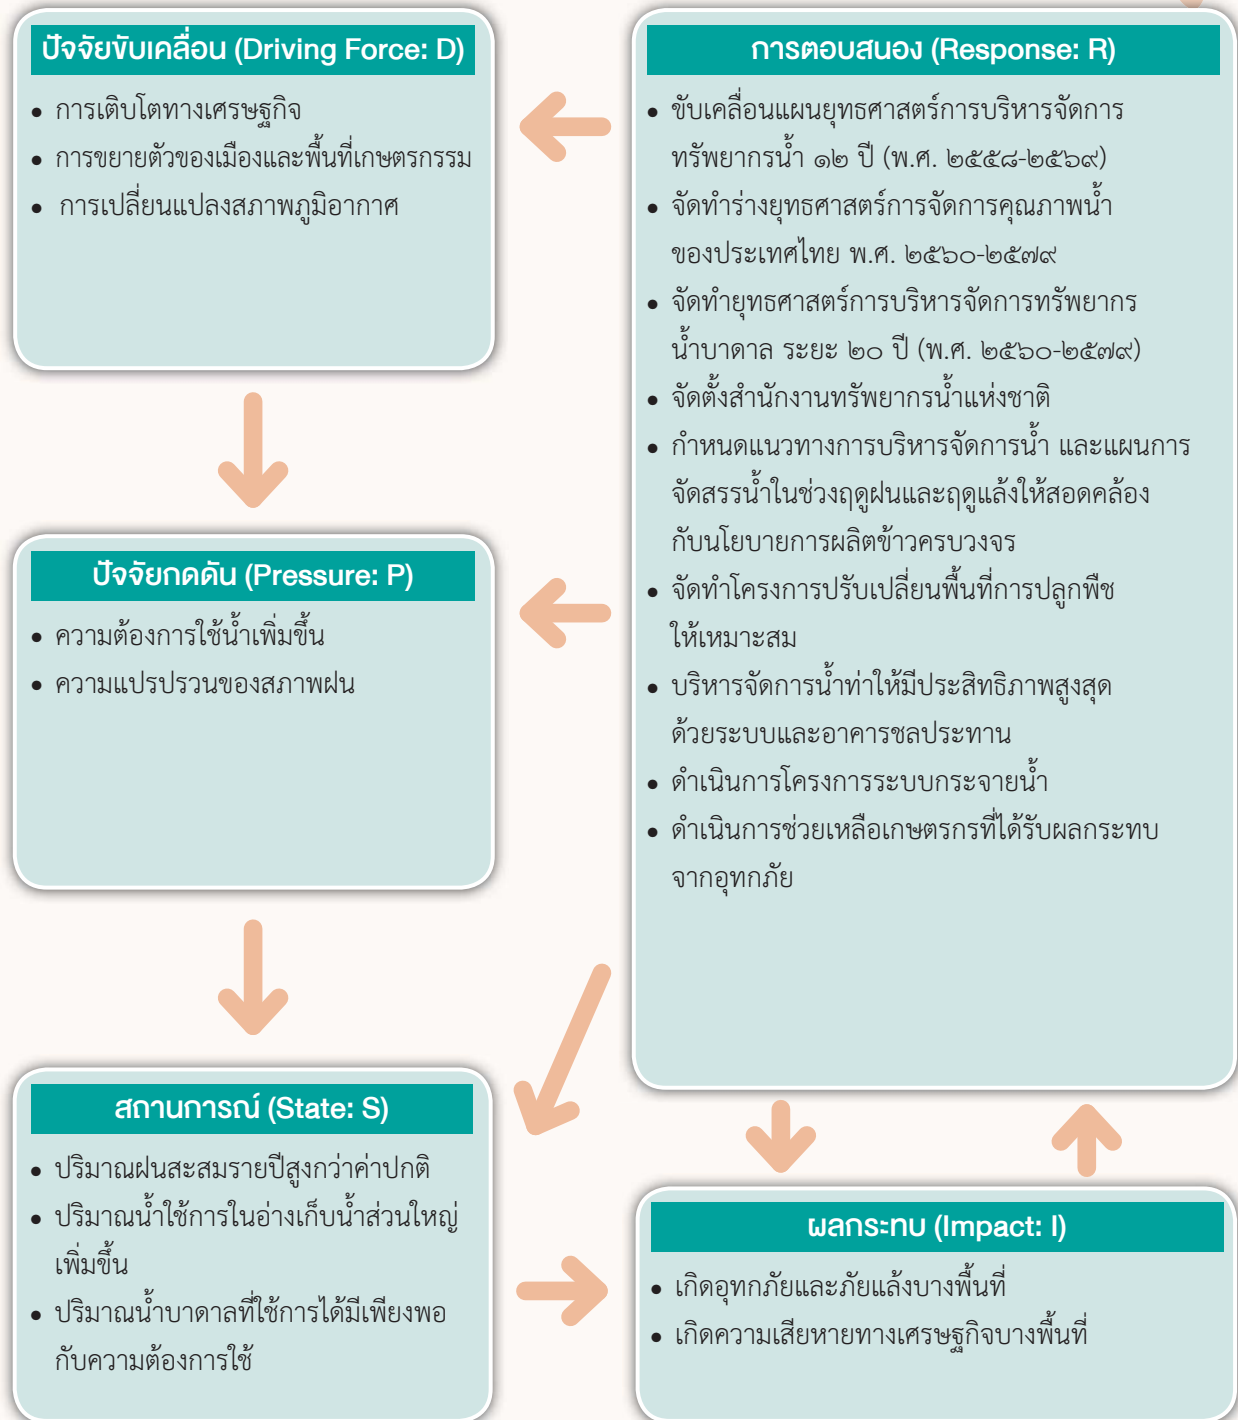 ปัจจัยขับเคลื่อน (Driving Force: D)
• การเติบโตทางเศรษฐกิจ
• การขยายตัวของเมืองและพื้นที่เกษตรกรรม
• การเปลี่ยนแปลงสภาพภูมิอากาศ
ปัจจัยกดดัน (Pressure: P)
• ความต้องการใช้น้ำเพิ่มขึ้น
• ความแปรปรวนของสภาพฝน
สถานการณ์ (State: S)
• ปริมาณฝนสะสมรายปีสูงกว่าค่าปกติ
• ปริมาณน้ำใช้การในอ่างเก็บน้ำส่วนใหญ่
เพิ่มขึ้น
• ปริมาณน้ำบาดาลที่ใช้การได้มีเพียงพอ
กับความต้องการใช้
การตอบสนอง (Response: R)
• ขับเคลื่อนแผนยุทธศาสตร์การบริหารจัดการ
ทรัพยากรน้ำ ๑๒ ปี (พ.ศ. ๒๕๕๘-๒๕๖๙)
• จัดทำร่างยุทธศาสตร์การจัดการคุณภาพน้ำ
ของประเทศไทย พ.ศ. ๒๕๖๐-๒๕๗๙
• จัดทำยุทธศาสตร์การบริหารจัดการทรัพยากร
น้ำบาดาล ระยะ ๒๐ ปี (พ.ศ. ๒๕๖๐-๒๕๗๙)
• จัดตั้งสำนักงานทรัพยากรน้ำแห่งชาติ
• กำหนดแนวทางการบริหารจัดการน้ำ และแผนการ
จัดสรรน้ำในช่วงฤดูฝนและฤดูแล้งให้สอดคล้อง
กับนโยบายการผลิตข้าวครบวงจร
• จัดทำโครงการปรับเปลี่ยนพื้นที่การปลูกพืช
ให้เหมาะสม
• บริหารจัดการน้ำท่าให้มีประสิทธิภาพสูงสุด
ด้วยระบบและอาคารชลประทาน
• ดำเนินการโครงการระบบกระจายน้ำ
• ดำเนินการช่วยเหลือเกษตรกรที่ได้รับผลกระทบ
จากอุทกภัย
ผลกระทบ (Impact: I)
• เกิดอุทกภัยและภัยแล้งบางพื้นที่
• เกิดความเสียหายทางเศรษฐกิจบางพื้นที่